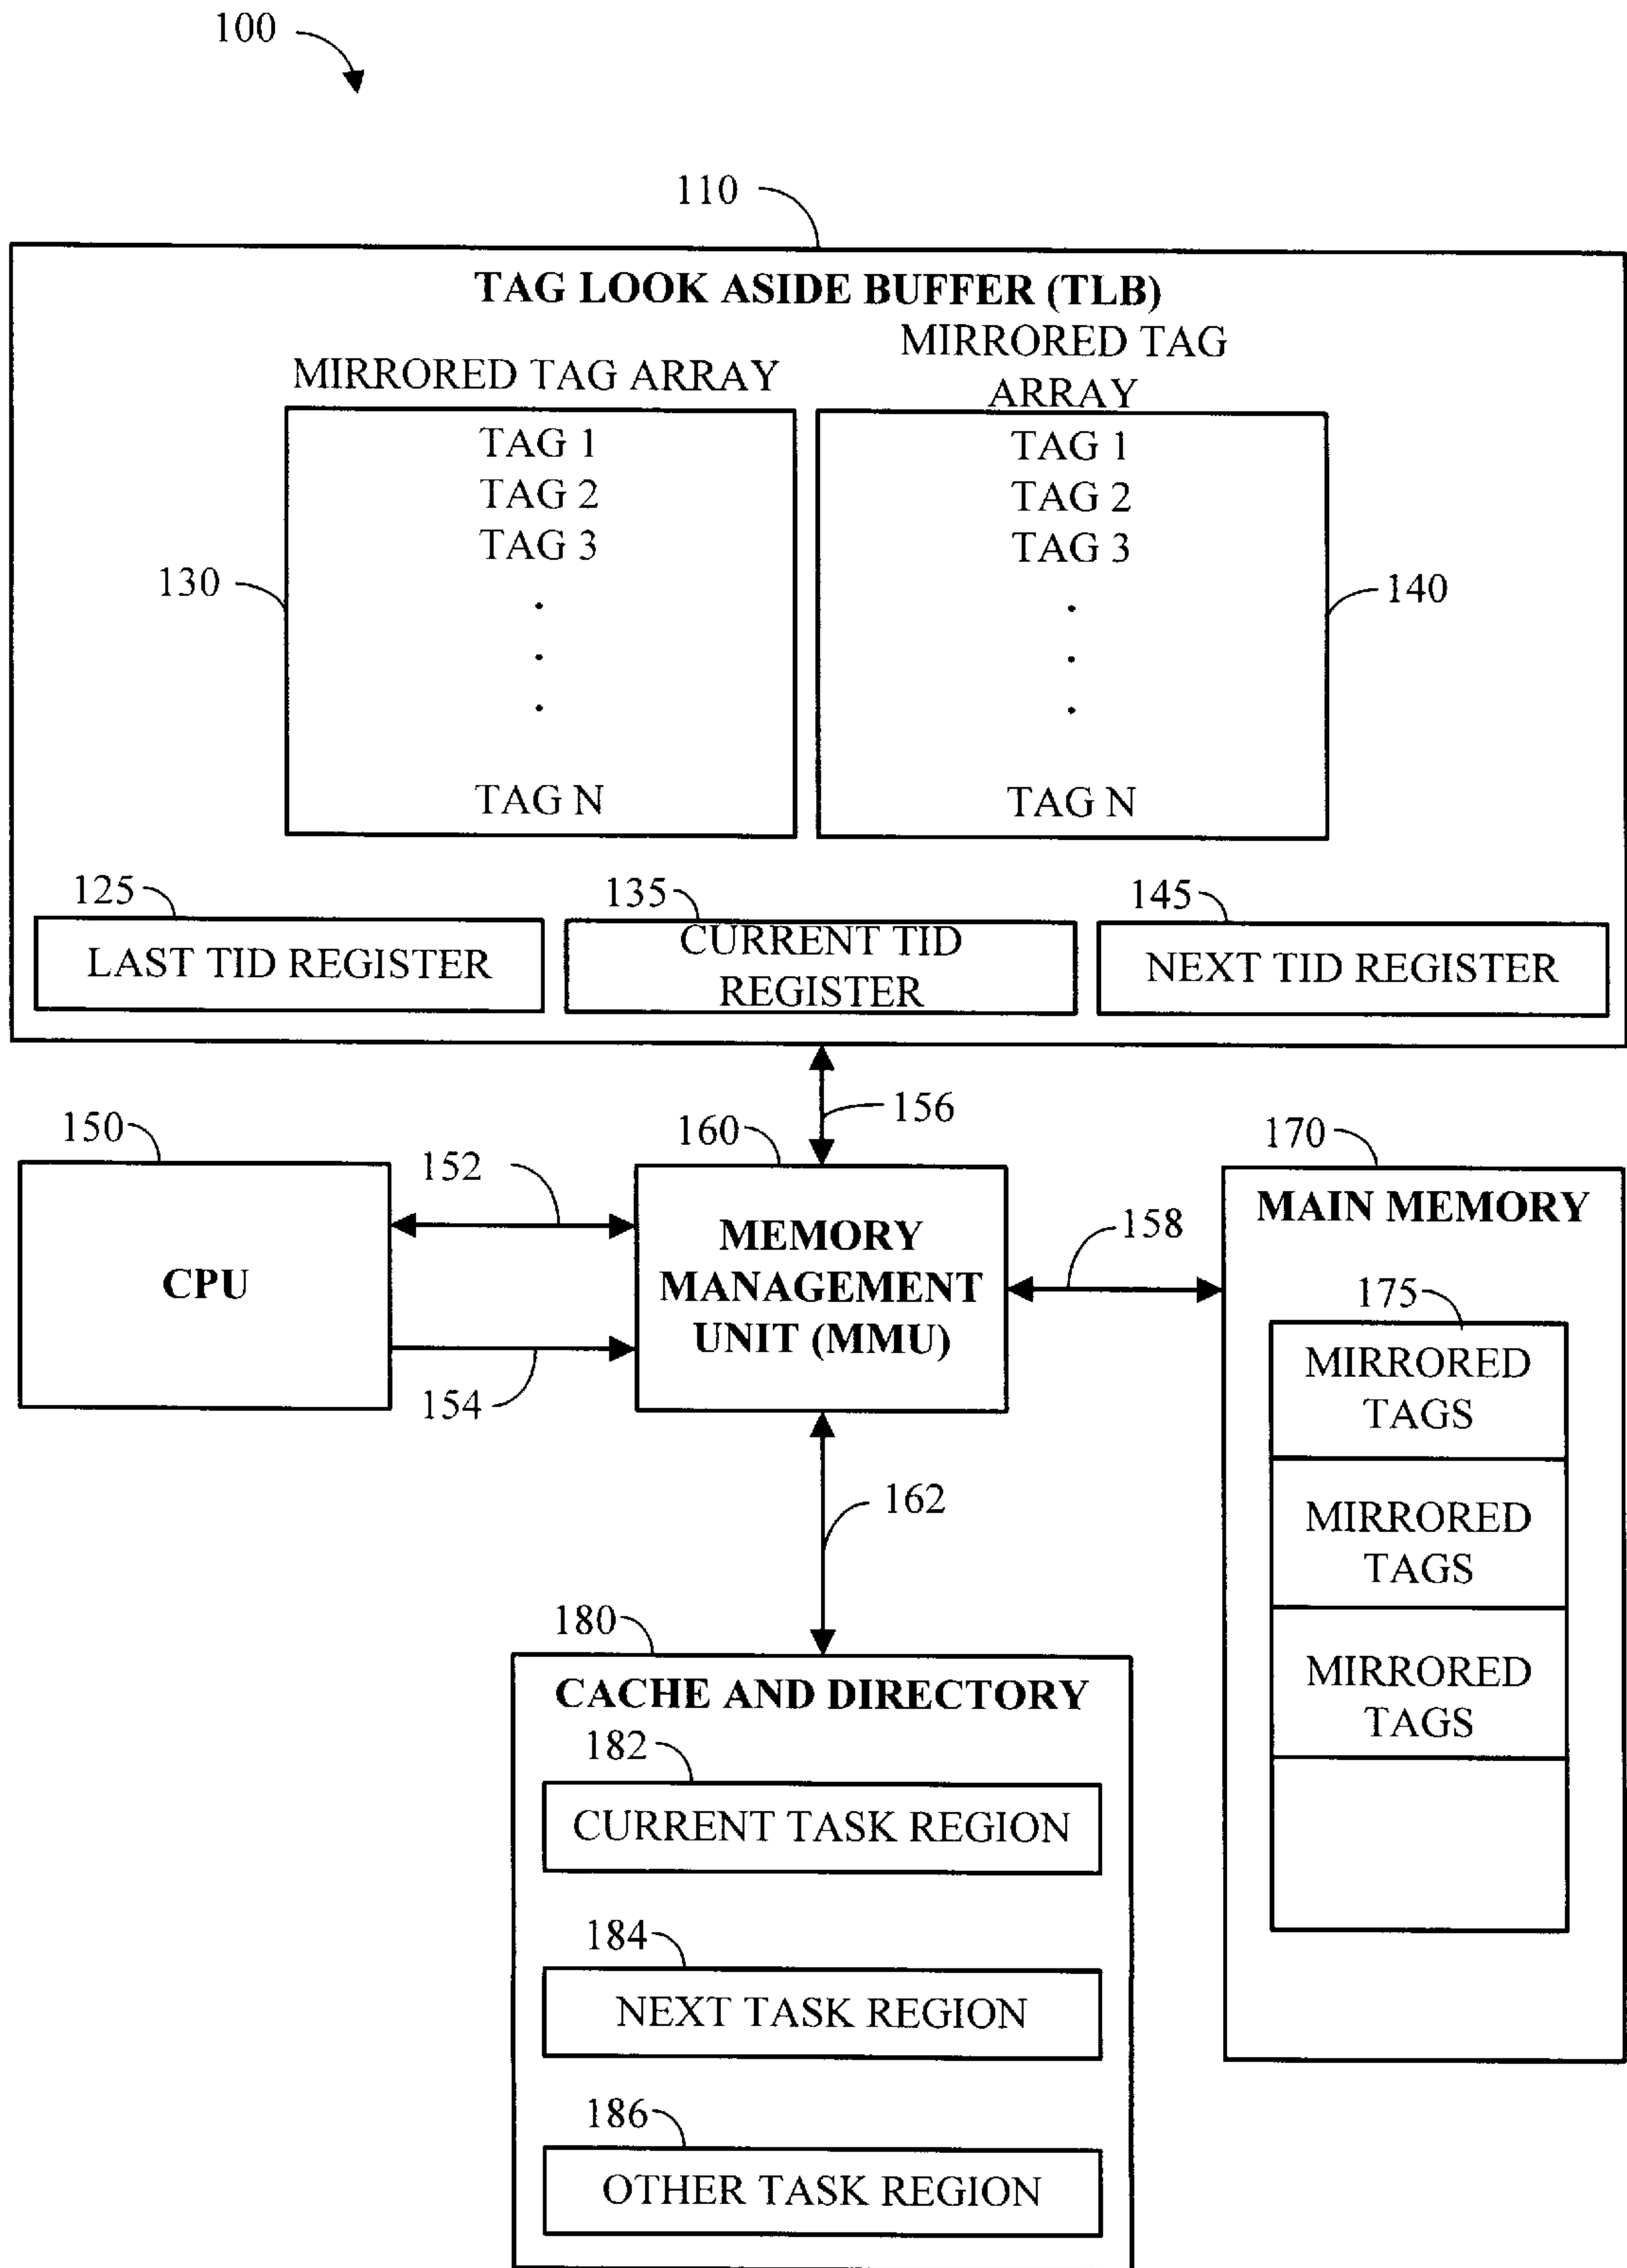 100
110
TAG LOOK ASIDE BUFFER (TLB)
MIRRORED TAG ARRAY
TAG 1
TAG 2
TAG 3
.
.
.
TAG N
130
MIRRORED TAG
ARRAY
TAG 1
TAG 2
TAG 3
.
.
.
TAG N
140
125
LAST TID REGISTER
135
CURRENT TID
REGISTER
145
NEXT TID REGISTER
156
150
CPU
152
154
160
MEMORY
MANAGEMENT
UNIT (MMU)
158
170
MAIN MEMORY
175
MIRRORED
TAGS
MIRRORED
TAGS
MIRRORED
TAGS
162
180
CACHE AND DIRECTORY
182
CURRENT TASK REGION
184
NEXT TASK REGION
186
OTHER TASK REGION